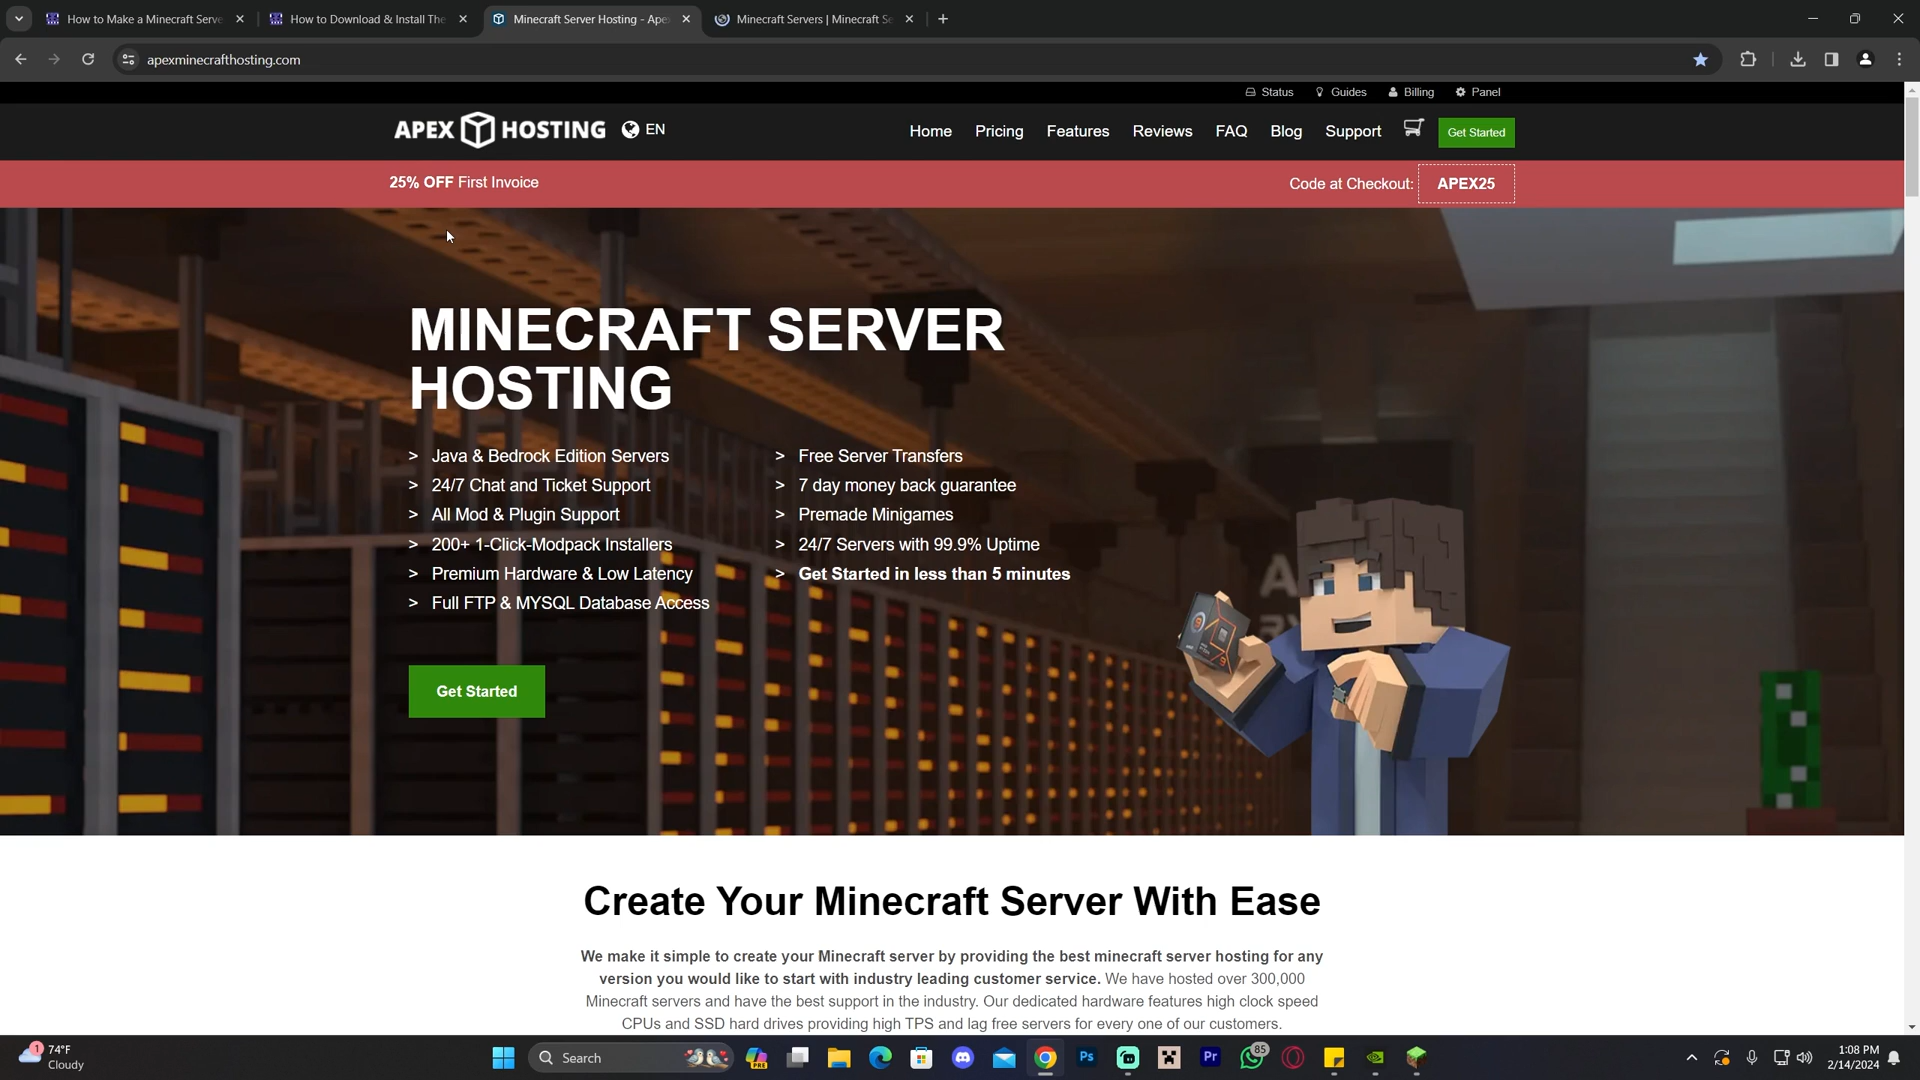 How to Make a Minecraft Serve
How to Download & Install The
Minecraft Server Hosting - Apex
Minecraft Servers | Minecraft Se
apexminecrafthosting.com
Status Guides Billing Panel
APEX HOSTING EN
Home Pricing Features Reviews FAQ Blog Support Get Started
25% OFF First Invoice
Code at Checkout: APEX25
MINECRAFT SERVER
HOSTING
> Java & Bedrock Edition Servers
> 24/7 Chat and Ticket Support
> All Mod & Plugin Support
> 200+ 1-Click-Modpack Installers
> Premium Hardware & Low Latency
> Full FTP & MYSQL Database Access
> Free Server Transfers
> 7 day money back guarantee
> Premade Minigames
> 24/7 Servers with 99.9% Uptime
> Get Started in less than 5 minutes
Get Started
Create Your Minecraft Server With Ease
We make it simple to create your Minecraft server by providing the best minecraft server hosting for any
version you would like to start with industry leading customer service. We have hosted over 300,000
Minecraft servers and have the best support in the industry. Our dedicated hardware features high clock speed
CPUs and SSD hard drives providing high TPS and lag free servers for every one of our customers.
1
74°F
Cloudy
Search
PRE
Ps
Pr
85
1:08 PM
2/14/2024